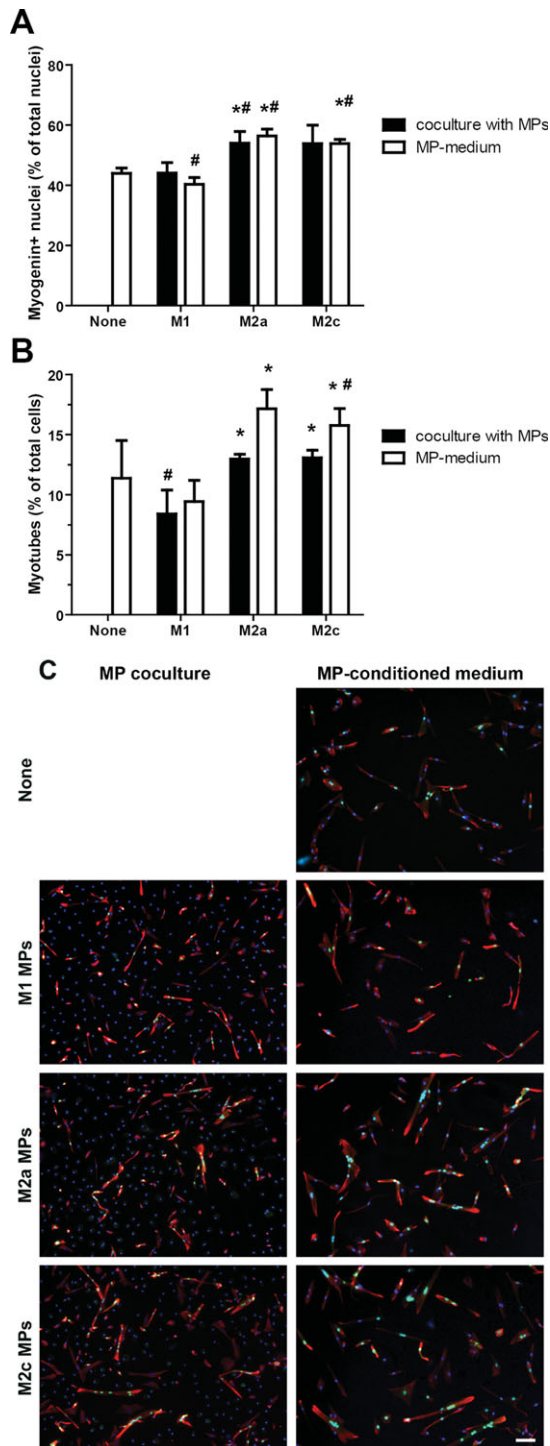 A
Myogenin+ nuclei (% of total nuclei)
80
60
40
20
0
#
*#
*#
*#
None
M1
M2a
M2c
coculture with MPs
MP-medium
B
Myotubes (% of total cells)
20
15
10
5
0
#
*
*
*
* #
None
M1
M2a
M2c
coculture with MPs
MP-medium
C
MP coculture
MP-conditioned medium
None
M1 MPs
M2a MPs
M2c MPs